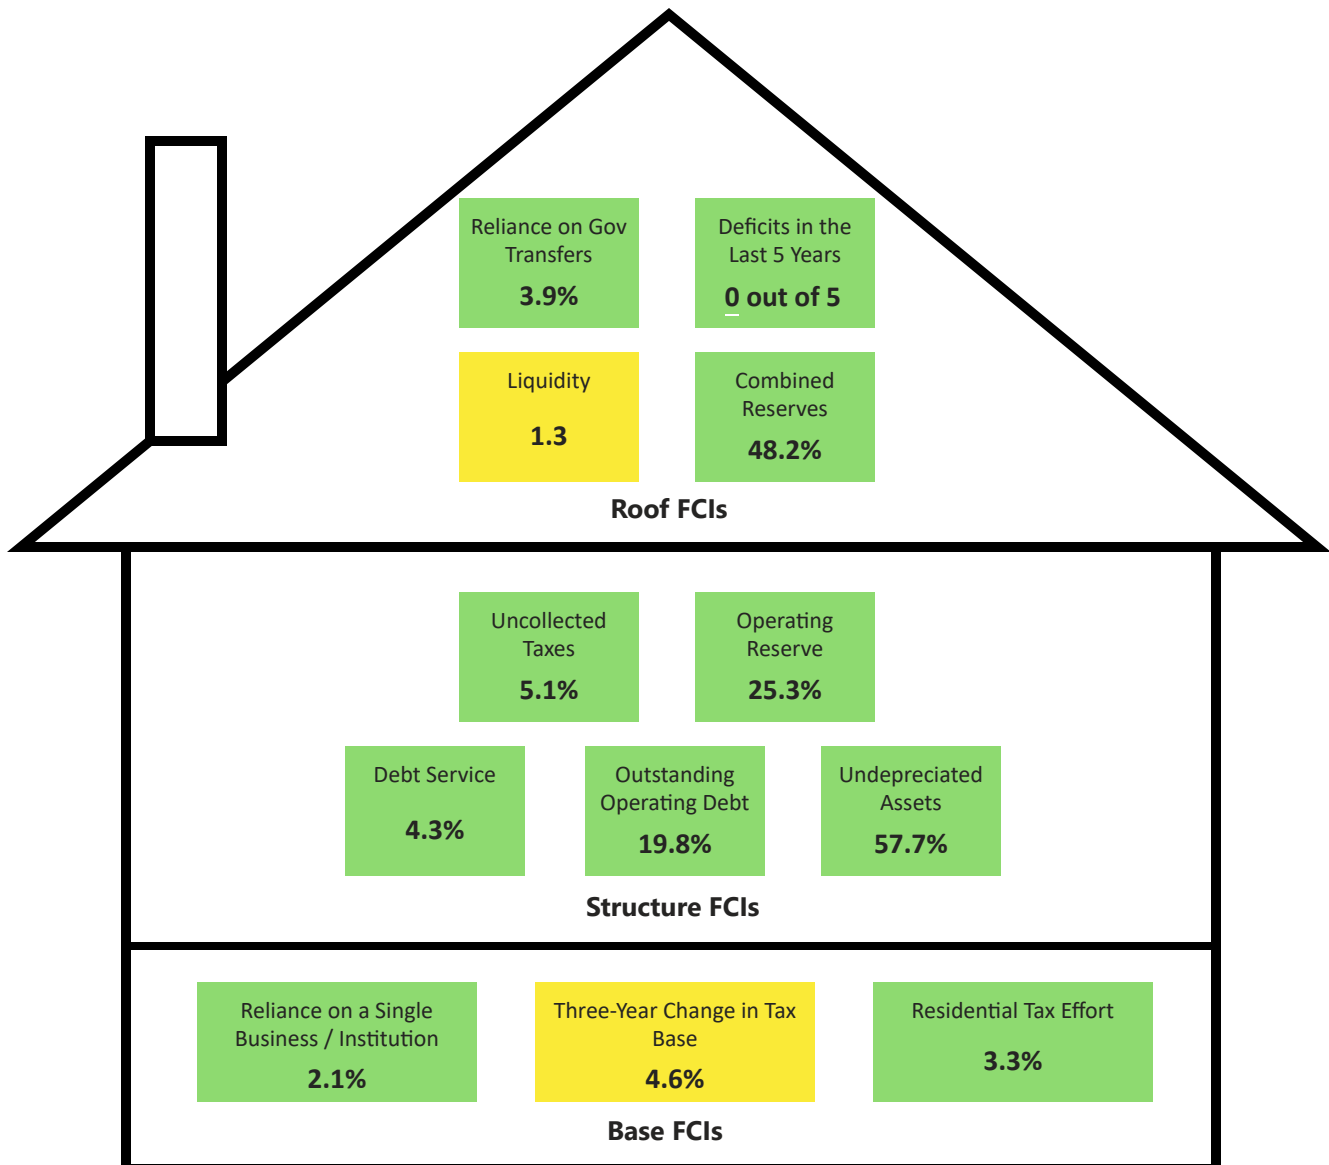 Reliance on Gov
Transfers
3.9%
Deficits in the
Last 5 Years
0 out of 5
Liquidity
1.3
Combined
Reserves
48.2%
Roof FCIs
Uncollected
Taxes
5.1%
Operating
Reserve
25.3%
Debt Service
4.3%
Outstanding
Operating Debt
19.8%
Undepreciated
Assets
57.7%
Structure FCIs
Reliance on a Single
Business / Institution
2.1%
Three-Year Change in Tax
Base
4.6%
Residential Tax Effort
3.3%
Base FCIs